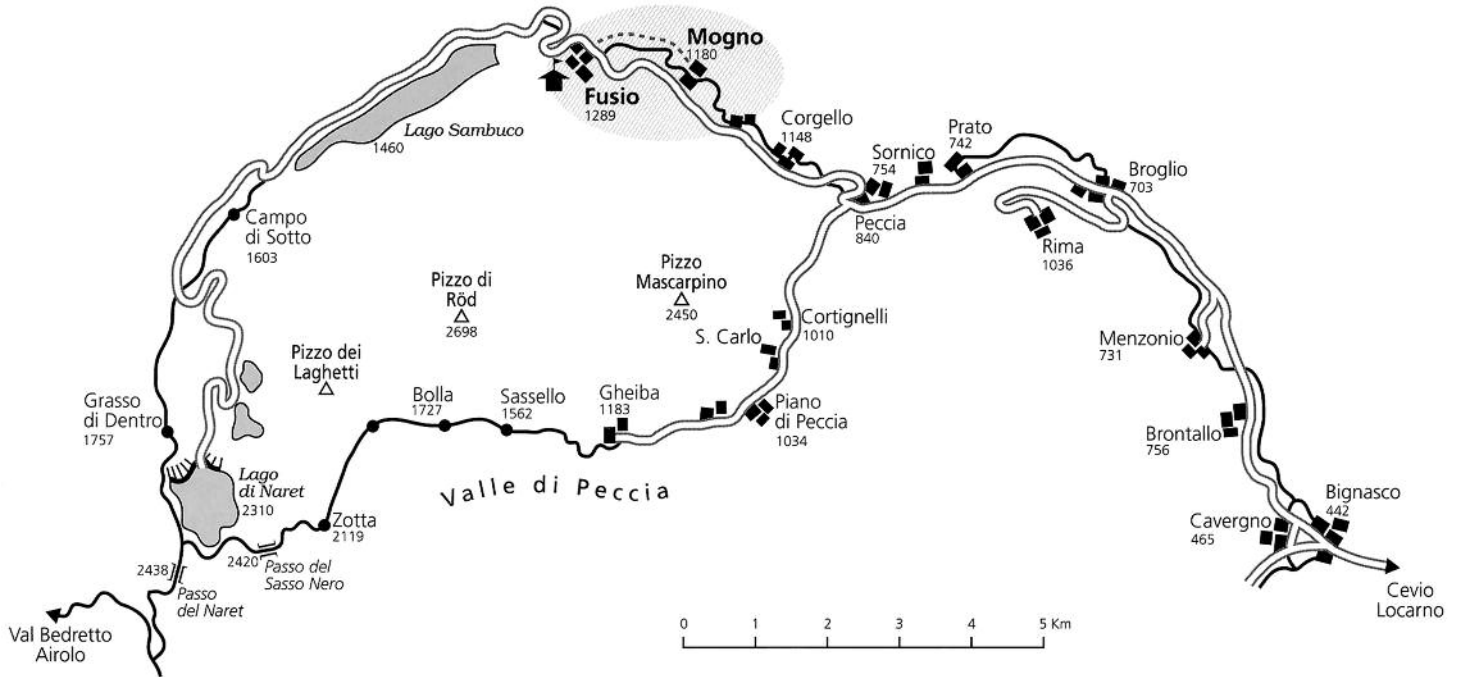 Mogno
1180
Fusio
1289
Lago Sambuco
1460
Corgello
1148
Sornico
754
Prato
742
Broglio
703
Peccia
840
Rima
1036
Campo
di Sotto
1603
Pizzo di
Röd
2698
Pizzo
Mascarpino
2450
Cortignelli
1010
S. Carlo
Menzonio
731
Pizzo dei
Laghetti
Grasso
di Dentro
1757
Bolla
1727
Sassello
1562
Gheiba
1183
Piano
di Peccia
1034
Brontallo
756
Lago
di Naret
2310
Valle di Peccia
Zotta
2119
Cavergno
465
Bignasco
442
2420
Passo del
Sasso Nero
2438
Passo
del Naret
Cevio
Locarno
Val Bedretto
Airolo
0 1 2 3 4 5 Km